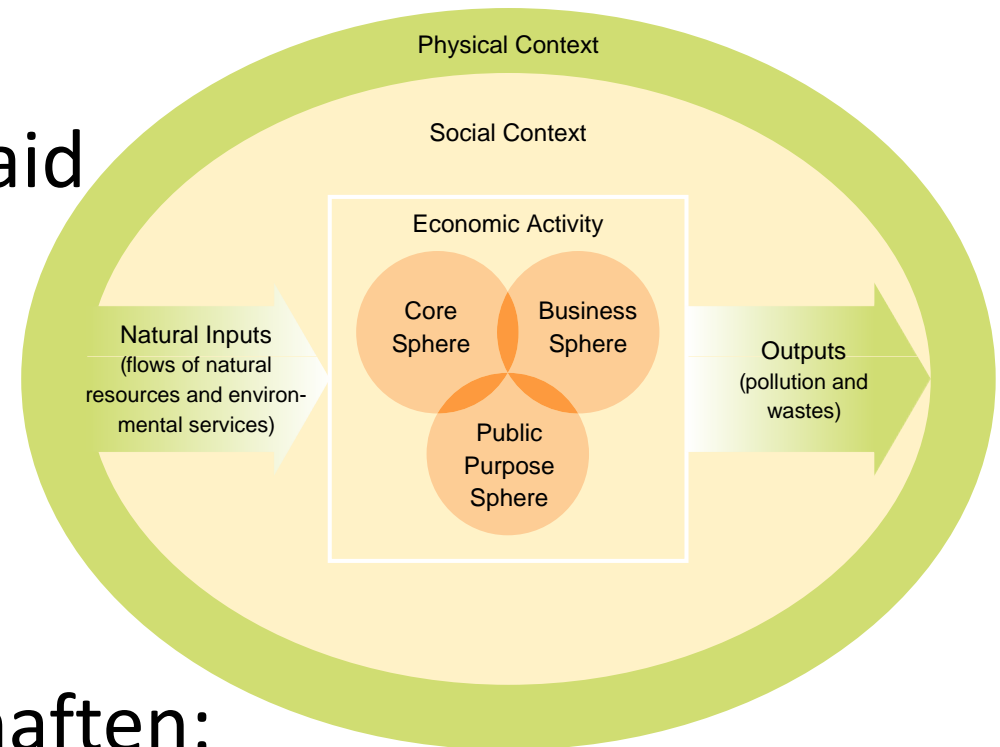 Physical Context
Social Context
aid
Economic Activity
Core
Sphere
Business
Sphere
Public
Purpose
Sphere
Natural Inputs
(flows of natural
resources and environ-
mental services)
Outputs
(pollution and
wastes)
haften: